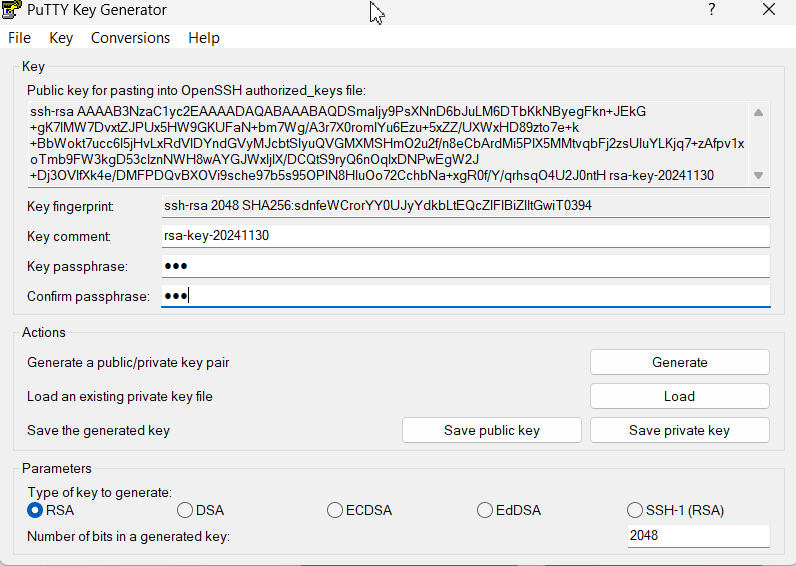 PuTTY Key Generator
?
File Key Conversions Help
Key
Public key for pasting into OpenSSH authorized_keys file:
ssh-rsa AAAAB3NzaC1yc2EAAAADAQABAAABAQDSmaljy9PsXNnD6bJuLM6DTbKkNByegFkn+JEkG
+gK7IMW7DvxtZJPUx5HW9GKUFaN+bm7Wg/A3r7X0romIYu6Ezu+5xZZ/UXWxHD89zto7e+k
+BbWokt7ucc6l5jHvLxRdVlDYndGVyMJcbtSlyuQVGMXMSHmO2u2f/n8eCbArdMi5PIX5MMtvqbFj2zsUluYLKjq7+zAfpv1x
oTmb9FW3kgD53clznNWH8wAYGJWxljlX/DCQtS9ryQ6nOqlxDNPwEgW2J
+Dj3OVlfXk4e/DMFPDQvBXOVi9sche97b5s95OPlN8HluOo72CchbNa+xgR0f/Y/qrhsqO4U2J0ntH rsa-key-20241130
Key fingerprint: ssh-rsa 2048 SHA256:sdnfeWCrorYY0UJyYdkbLtEQcZlFlBiZlltGwiT0394
Key comment: rsa-key-20241130
Key passphrase: ●●●
Confirm passphrase: ●●●
Actions
Generate a public/private key pair Generate
Load an existing private key file Load
Save the generated key Save public key Save private key
Parameters
Type of key to generate:
RSA DSA ECDSA EdDSA SSH-1 (RSA)
Number of bits in a generated key: 2048